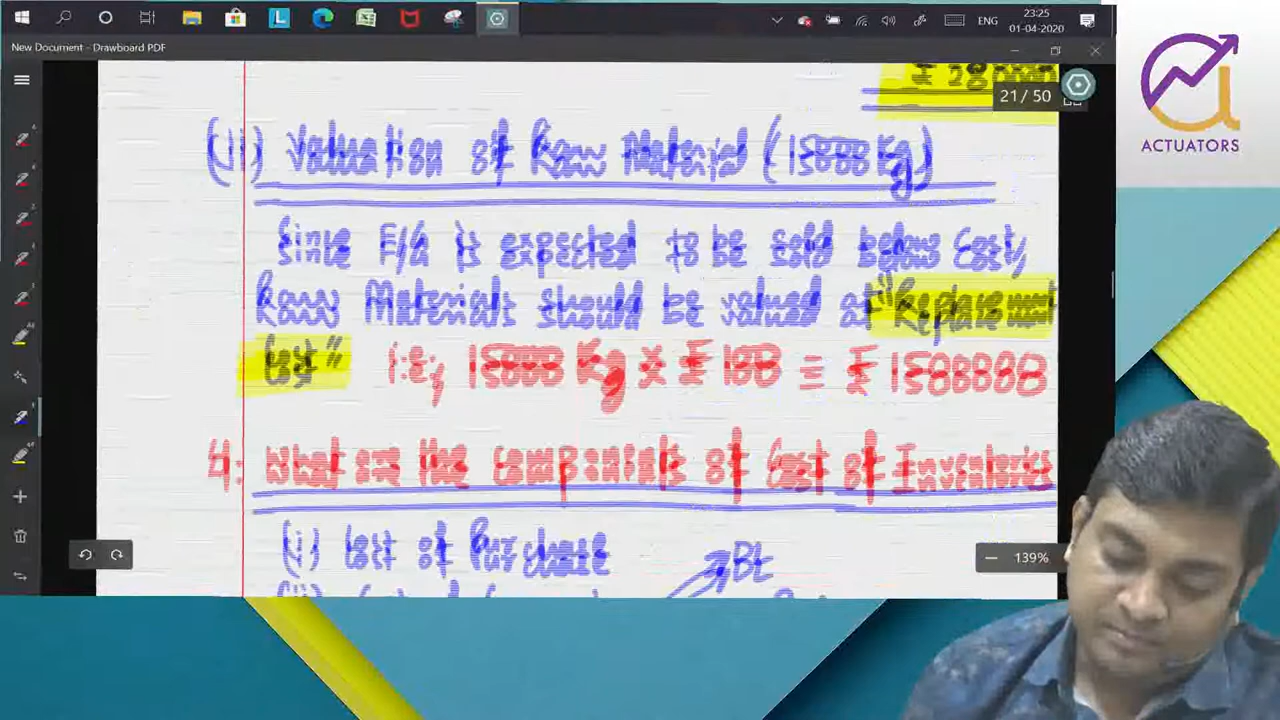 23:25
ENG
01-04-2020
New Document - Drawboard PDF
21 / 50
ACTUATORS
(ii) Valuation of Raw Material (15000 Kg)
Since F/G is expected to be sold below Cost,
Raw Materials should be valued at "Replacement
Cost" i.e., 15000 Kg × ₹ 100 = ₹ 1500000
4. What are the components of Cost of Inventories
(i) Cost of Purchase
139%